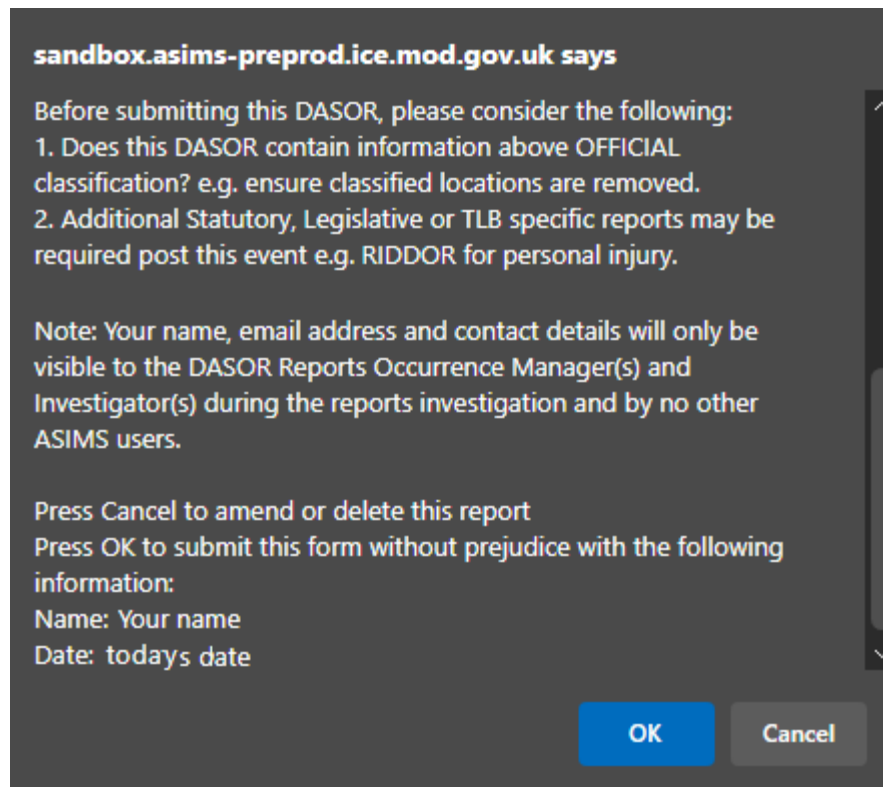 sandbox.asims-preprod.ice.mod.gov.uk says
Before submitting this DASOR, please consider the following:
1. Does this DASOR contain information above OFFICIAL
classification? e.g. ensure classified locations are removed.
2. Additional Statutory, Legislative or TLB specific reports may be
required post this event e.g. RIDDOR for personal injury.
Note: Your name, email address and contact details will only be
visible to the DASOR Reports Occurrence Manager(s) and
Investigator(s) during the reports investigation and by no other
ASIMS users.
Press Cancel to amend or delete this report
Press OK to submit this form without prejudice with the following
information:
Name: Your name
Date: todays date
OK Cancel